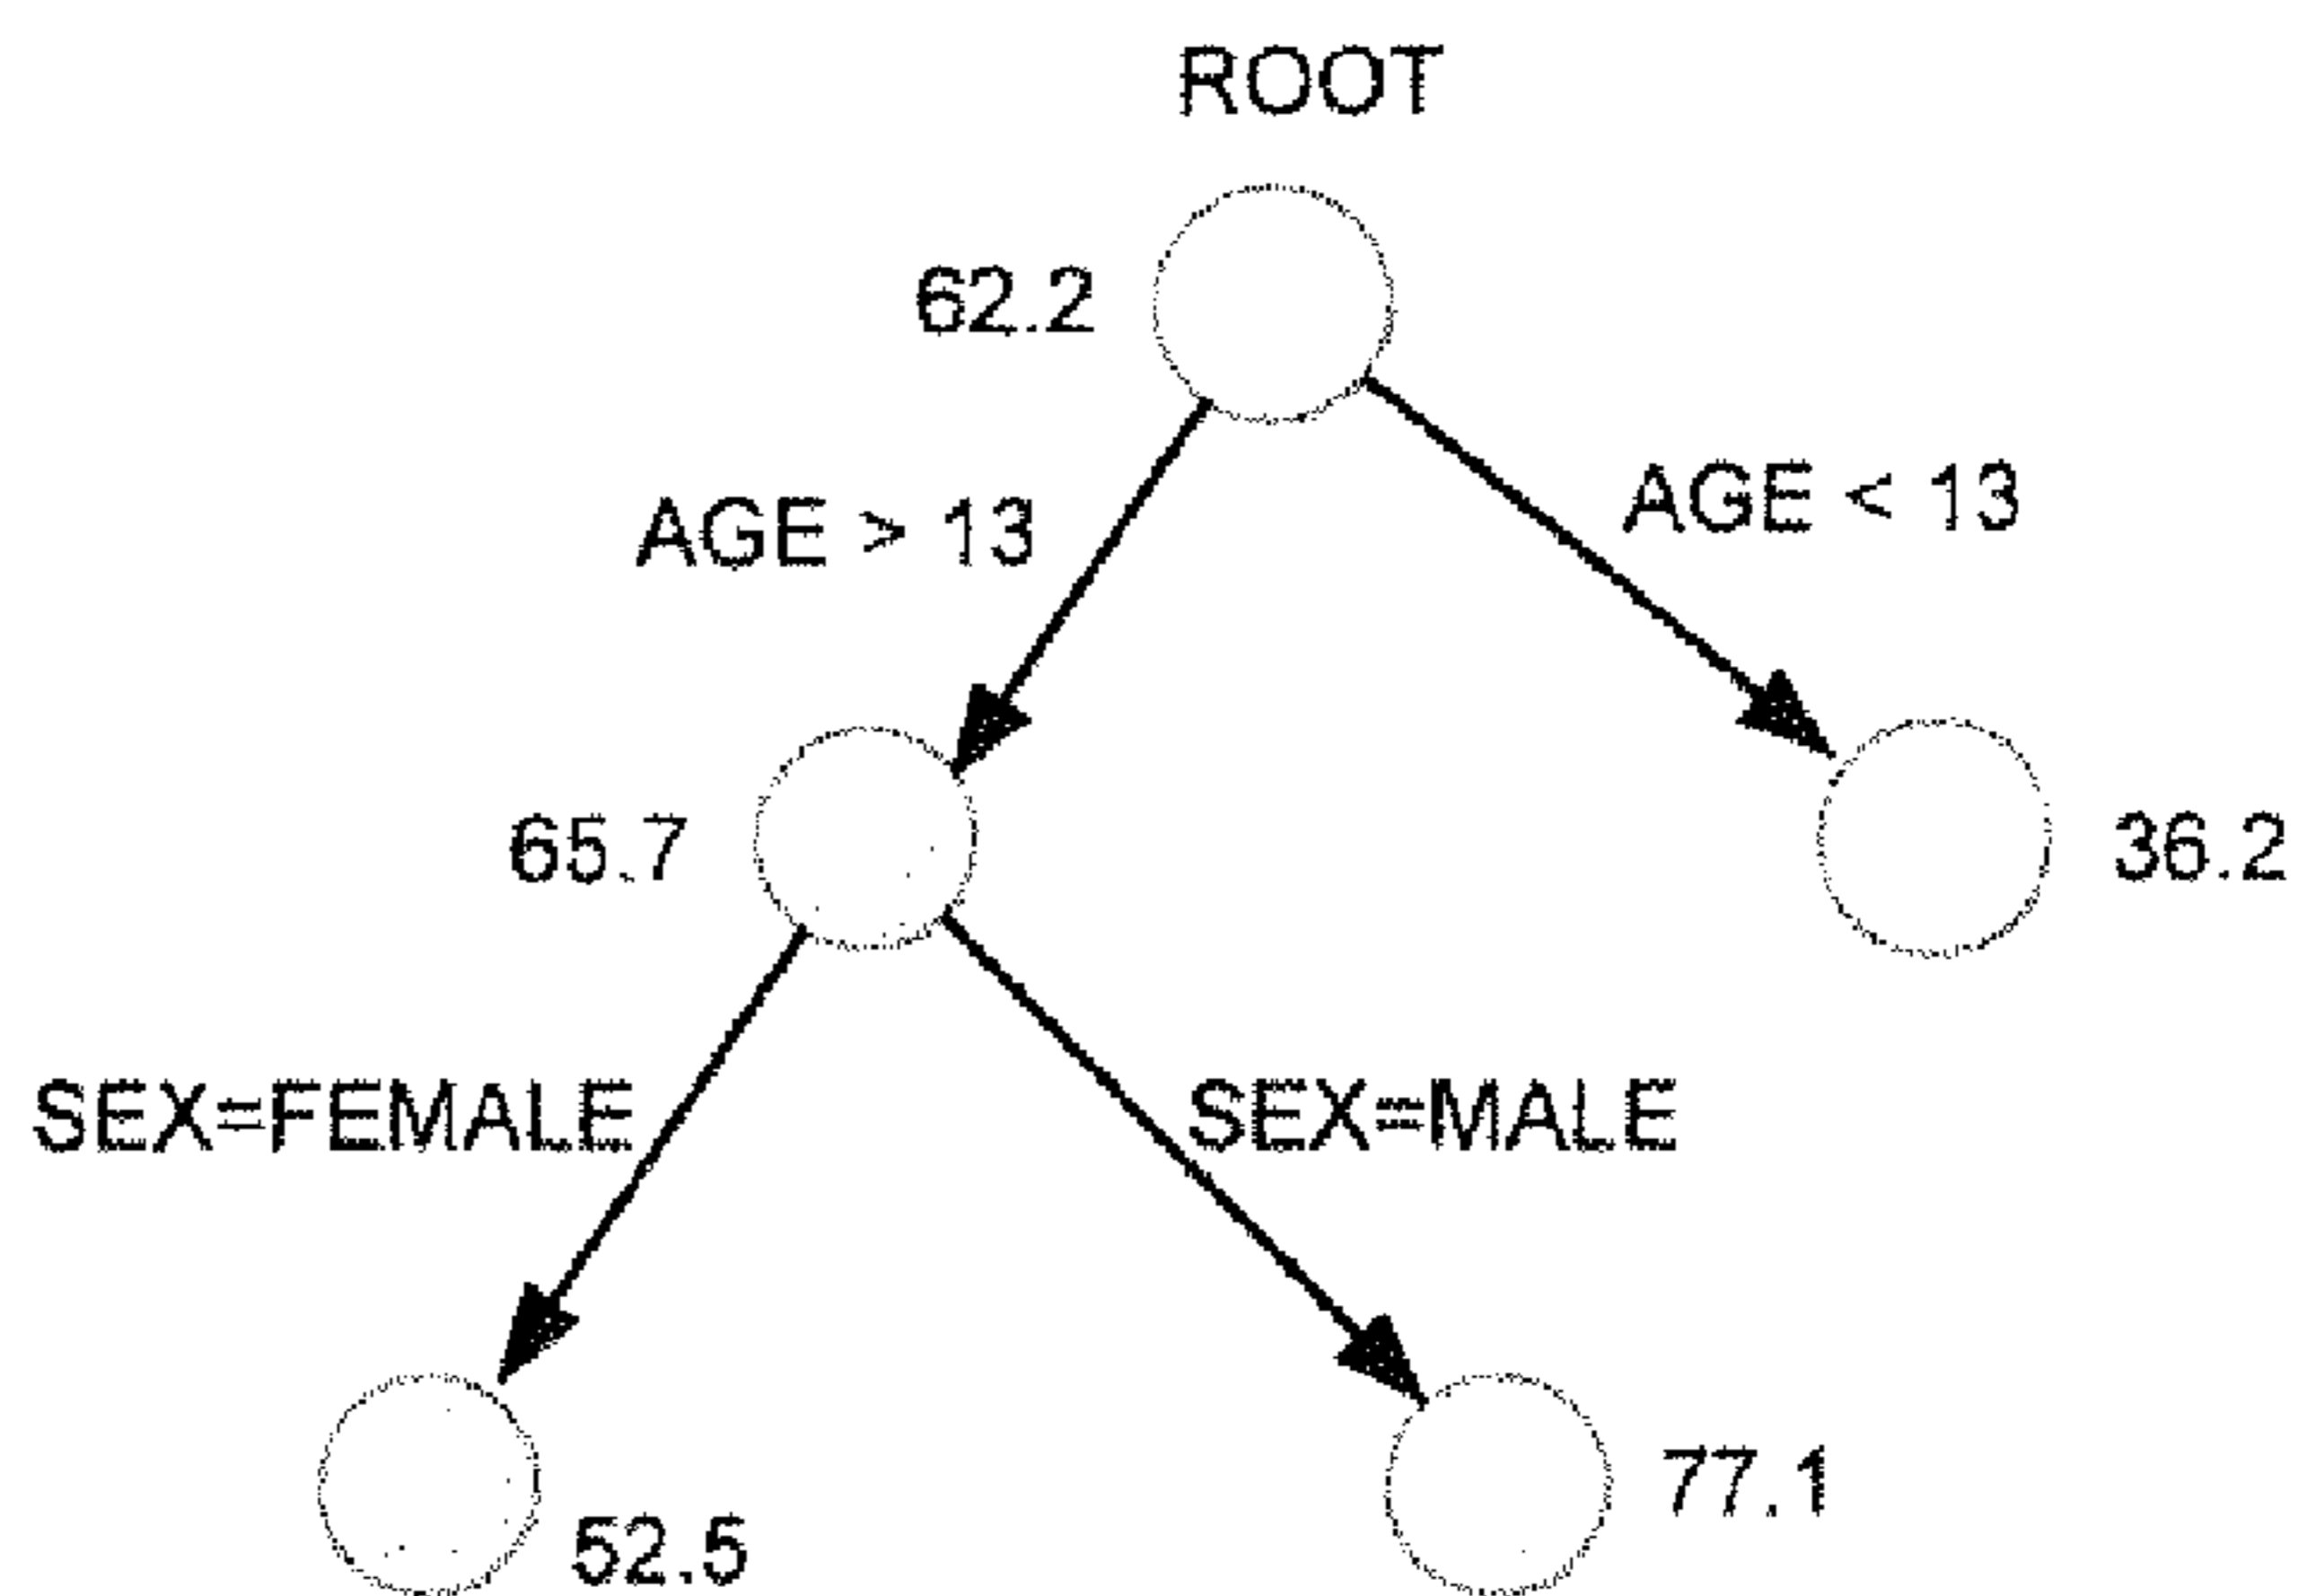 ROOT
62.2
AGE > 13
AGE < 13
65.7
36.2
SEX=FEMALE
SEX=MALE
52.5
77.1